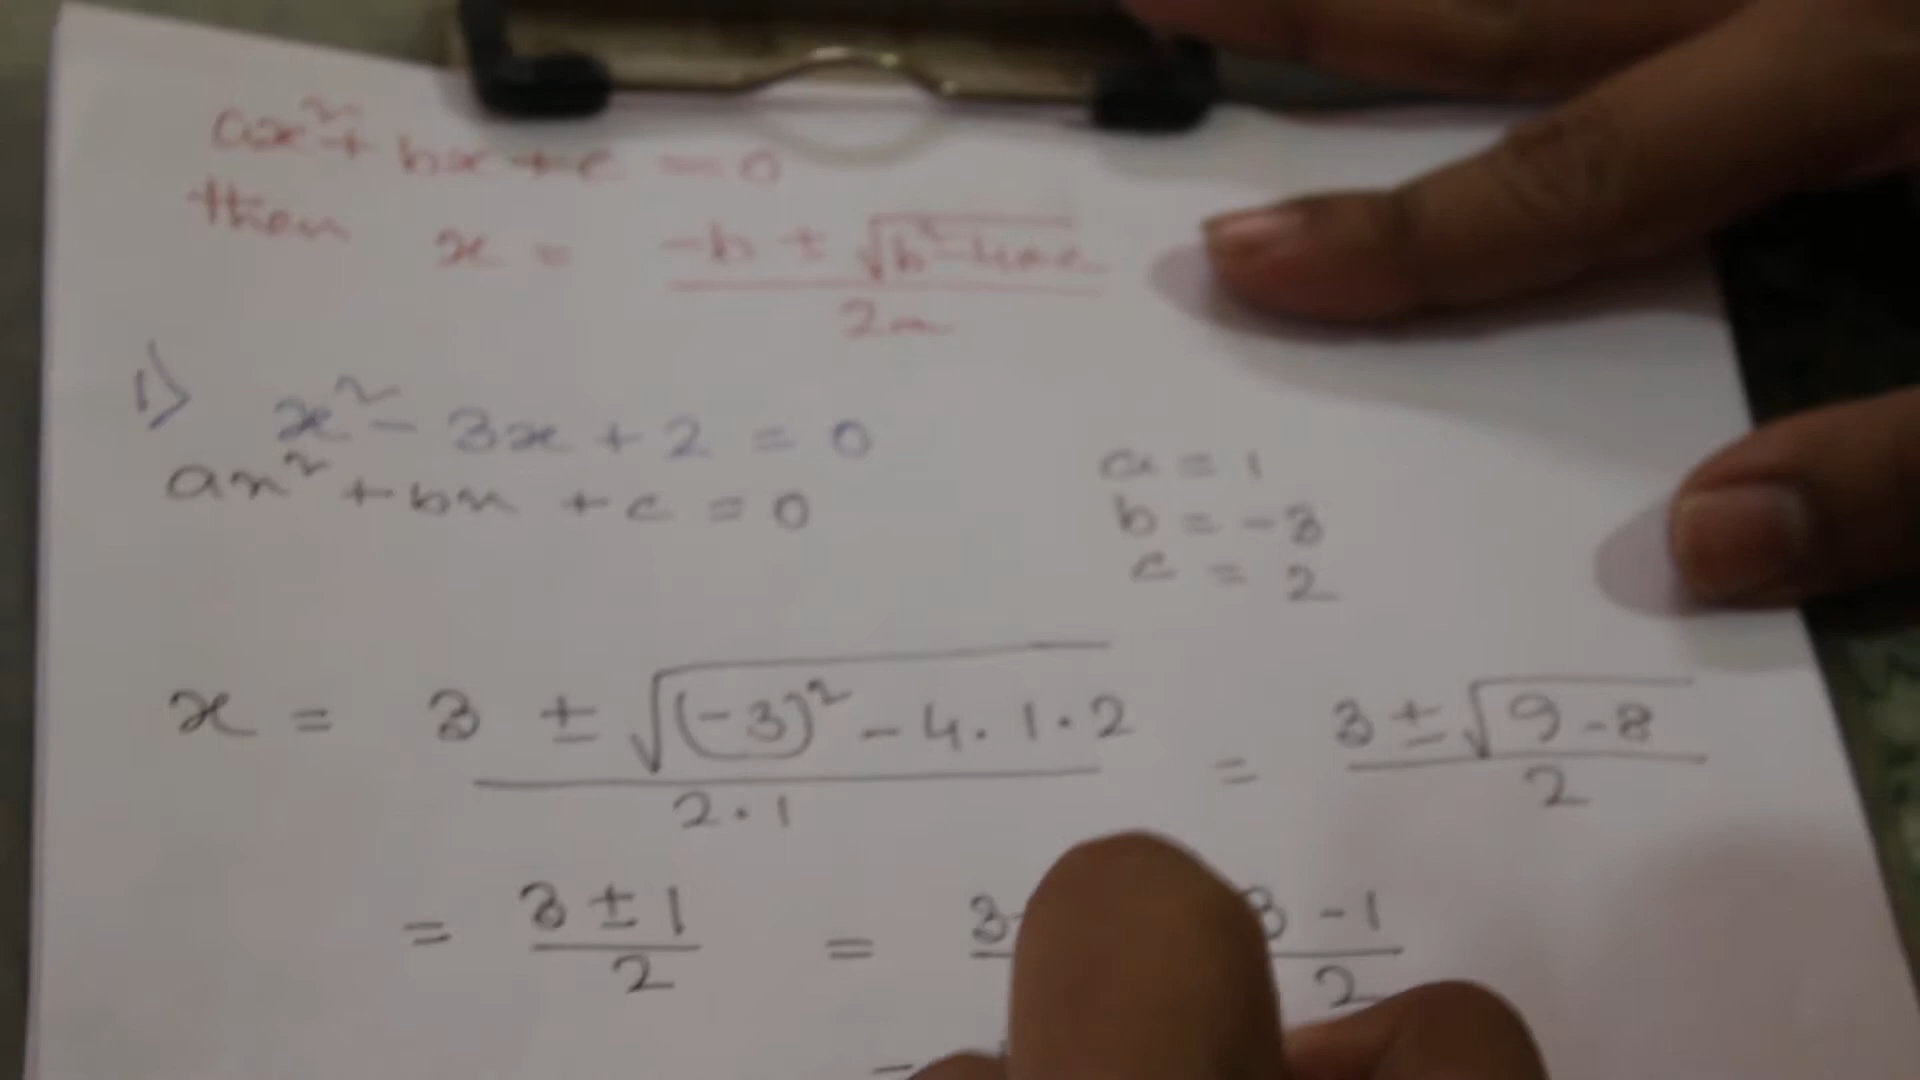 ax² + bx + c = 0
then x = -b ± √b²-4ac / 2a
1) x² - 3x + 2 = 0
ax² + bx + c = 0
a = 1
b = -3
c = 2
x = 3 ± √(-3)² - 4.1.2 / 2.1 = 3 ± √9-8 / 2
= 3 ± 1 / 2 = 3 3 - 1 / 2
=